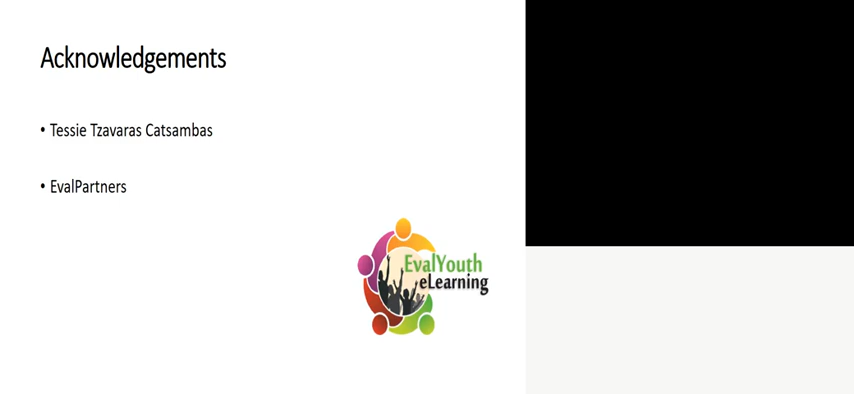 Acknowledgements
• Tessie Tzavaras Catsambas
• EvalPartners
EvalYouth
eLearning